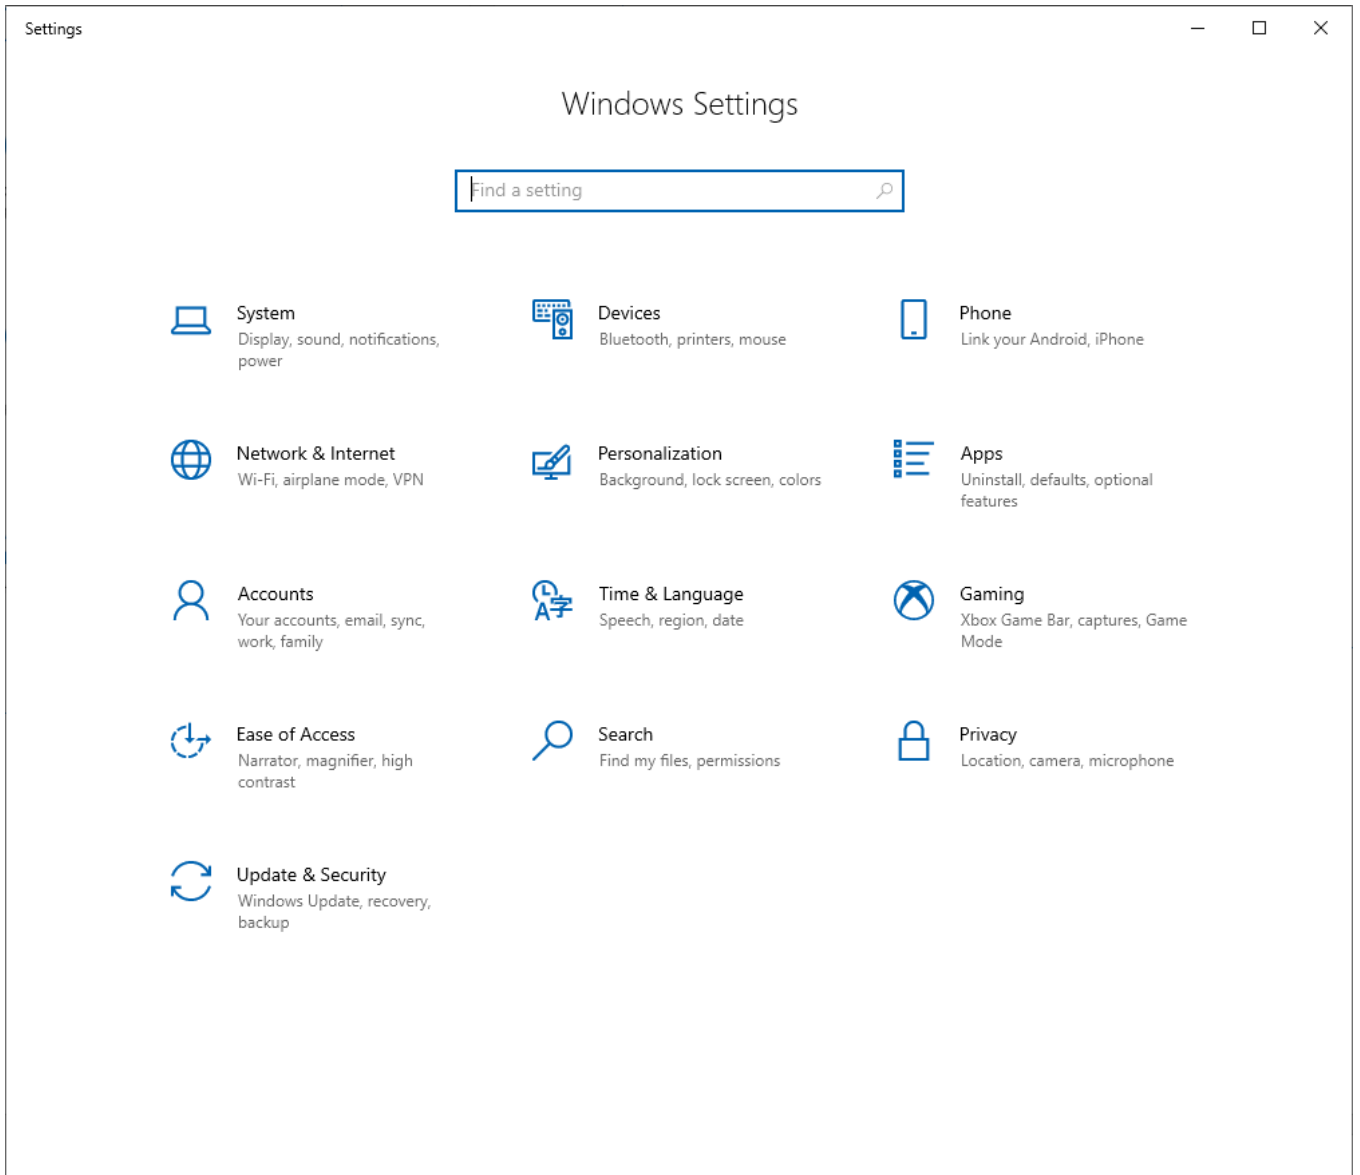 Settings
Windows Settings
Find a setting
System
Display, sound, notifications,
power
Devices
Bluetooth, printers, mouse
Phone
Link your Android, iPhone
Network & Internet
Wi-Fi, airplane mode, VPN
Personalization
Background, lock screen, colors
Apps
Uninstall, defaults, optional
features
Accounts
Your accounts, email, sync,
work, family
Time & Language
Speech, region, date
Gaming
Xbox Game Bar, captures, Game
Mode
Ease of Access
Narrator, magnifier, high
contrast
Search
Find my files, permissions
Privacy
Location, camera, microphone
Update & Security
Windows Update, recovery,
backup